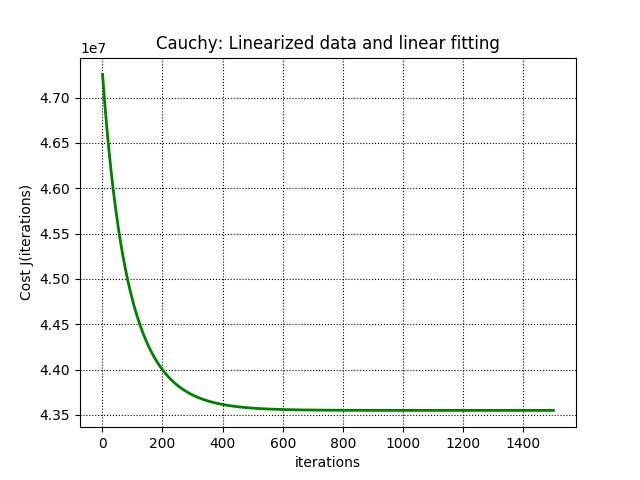 Cauchy: Linearized data and linear fitting
1e7
4.70
4.65
4.60
4.55
4.50
4.45
4.40
4.35
Cost J(iterations)
0 200 400 600 800 1000 1200 1400
iterations